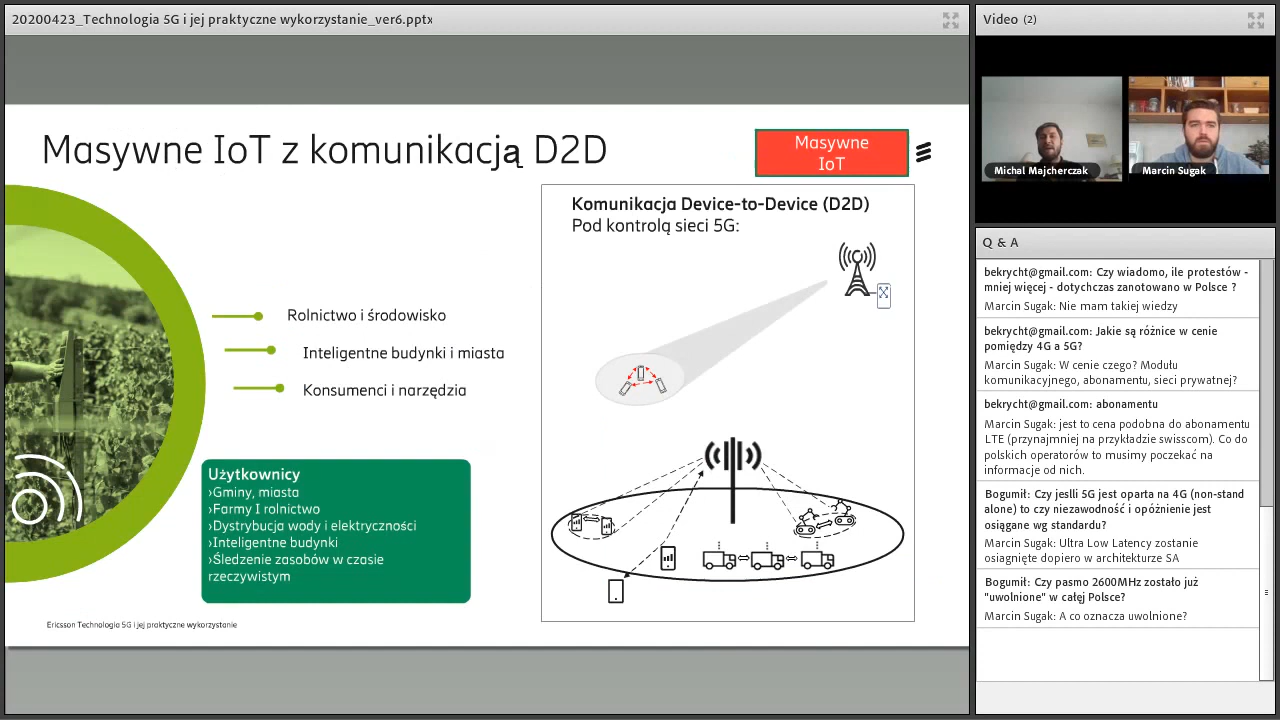 20200423_Technologia 5G i jej praktyczne wykorzystanie_ver6.pptx
Masywne IoT z komunikacją D2D
Masywne
IoT
Rolnictwo i środowisko
Inteligentne budynki i miasta
Konsumenci i narzędzia
Użytkownicy
›Gminy, miasta
›Farmy I rolnictwo
›Dystrybucja wody i elektryczności
›Inteligentne budynki
›Śledzenie zasobów w czasie
rzeczywistym
Komunikacja Device-to-Device (D2D)
Pod kontrolą sieci 5G:
Ericsson Technologia 5G i jej praktyczne wykorzystanie
Video (2)
Michal Majcherczak
Marcin Sugak
Q & A
bekrycht@gmail.com: Czy wiadomo, ile protestów -
mniej więcej - dotychczas zanotowano w Polsce ?
Marcin Sugak: Nie mam takiej wiedzy
bekrycht@gmail.com: Jakie są różnice w cenie
pomiędzy 4G a 5G?
Marcin Sugak: W cenie czego? Modułu
komunikacyjnego, abonamentu, sieci prywatnej?
bekrycht@gmail.com: abonamentu
Marcin Sugak: jest to cena podobna do abonamentu
LTE (przynajmniej na przykładzie swisscom). Co do
polskich operatorów to musimy poczekać na
informacje od nich.
Bogumił: Czy jeslli 5G jest oparta na 4G (non-stand
alone) to czy niezawodność i opóżnienie jest
osiągane wg standardu?
Marcin Sugak: Ultra Low Latency zostanie
osiagnięte dopiero w architekturze SA
Bogumił: Czy pasmo 2600MHz zostało już
"uwolnione" w całęj Polsce?
Marcin Sugak: A co oznacza uwolnione?